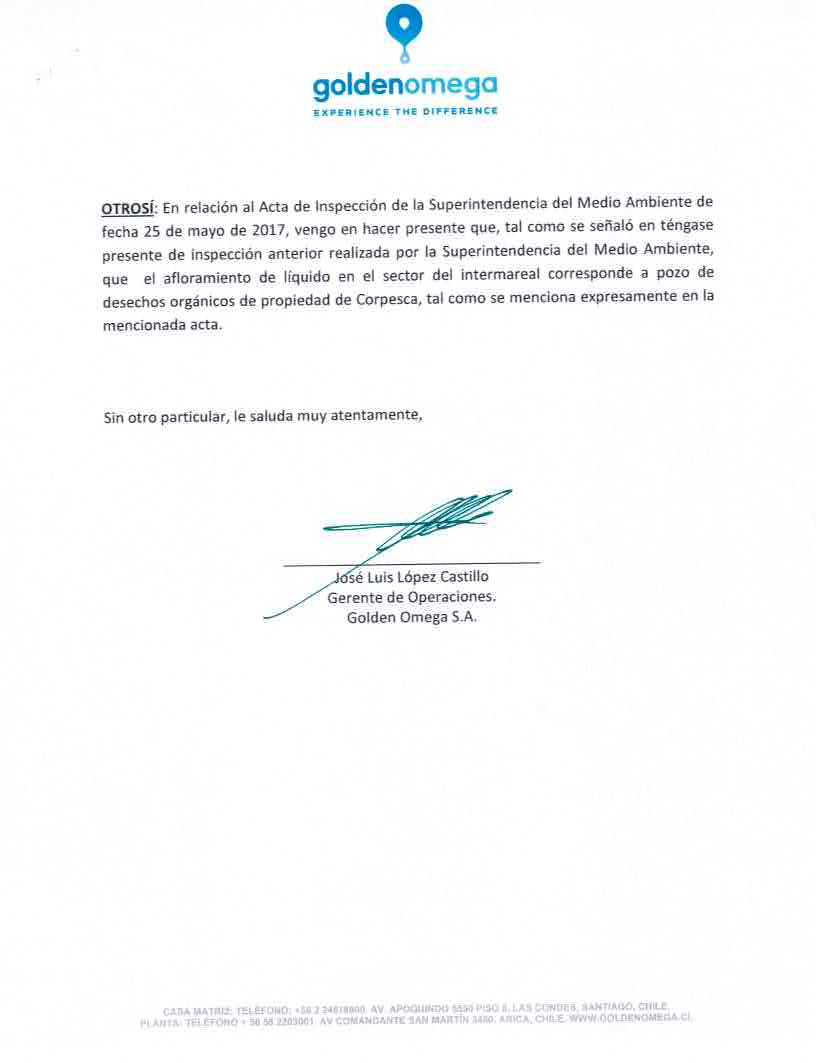 goldenomega
EXPERIENCE THE DIFFERENCE
OTROSÍ: En relación al Acta de Inspección de la Superintendencia del Medio Ambiente de
fecha 25 de mayo de 2017, vengo en hacer presente que, tal como se señaló en téngase
presente de inspección anterior realizada por la Superintendencia del Medio Ambiente,
que el afloramiento de líquido en el sector del intermareal corresponde a pozo de
desechos orgánicos de propiedad de Corpesca, tal como se menciona expresamente en la
mencionada acta.
Sin otro particular, le saluda muy atentamente,
José Luis López Castillo
Gerente de Operaciones.
Golden Omega S.A.
CASA MATRIZ: TELÉFONO: +56 2 24818600. AV. APOQUINDO 5550 PISO 8, LAS CONDES, SANTIAGO, CHILE.
PLANTA: TELÉFONO + 56 58 2203001. AV COMANDANTE SAN MARTÍN 3460, ARICA, CHILE. WWW.GOLDENOMEGA.CL